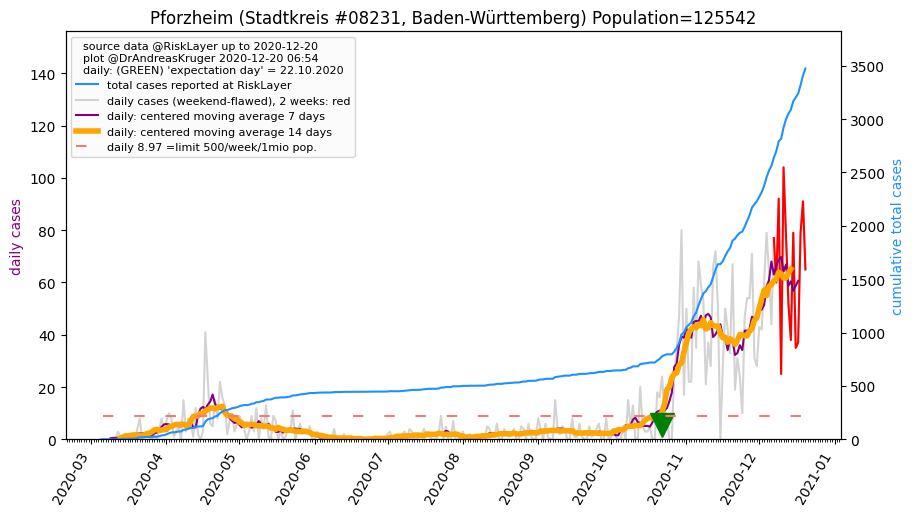 Pforzheim (Stadtkreis #08231, Baden-Württemberg) Population=125542
source data @RiskLayer up to 2020-12-20
plot @DrAndreasKruger 2020-12-20 06:54
daily: (GREEN) 'expectation day' = 22.10.2020
total cases reported at RiskLayer
daily cases (weekend-flawed), 2 weeks: red
daily: centered moving average 7 days
daily: centered moving average 14 days
daily 8.97 =limit 500/week/1mio pop.
daily cases
140
120
100
80
60
40
20
0
3500
3000
2500
2000
1500
1000
500
0
cumulative total cases
2020-03
2020-04
2020-05
2020-06
2020-07
2020-08
2020-09
2020-10
2020-11
2020-12
2021-01